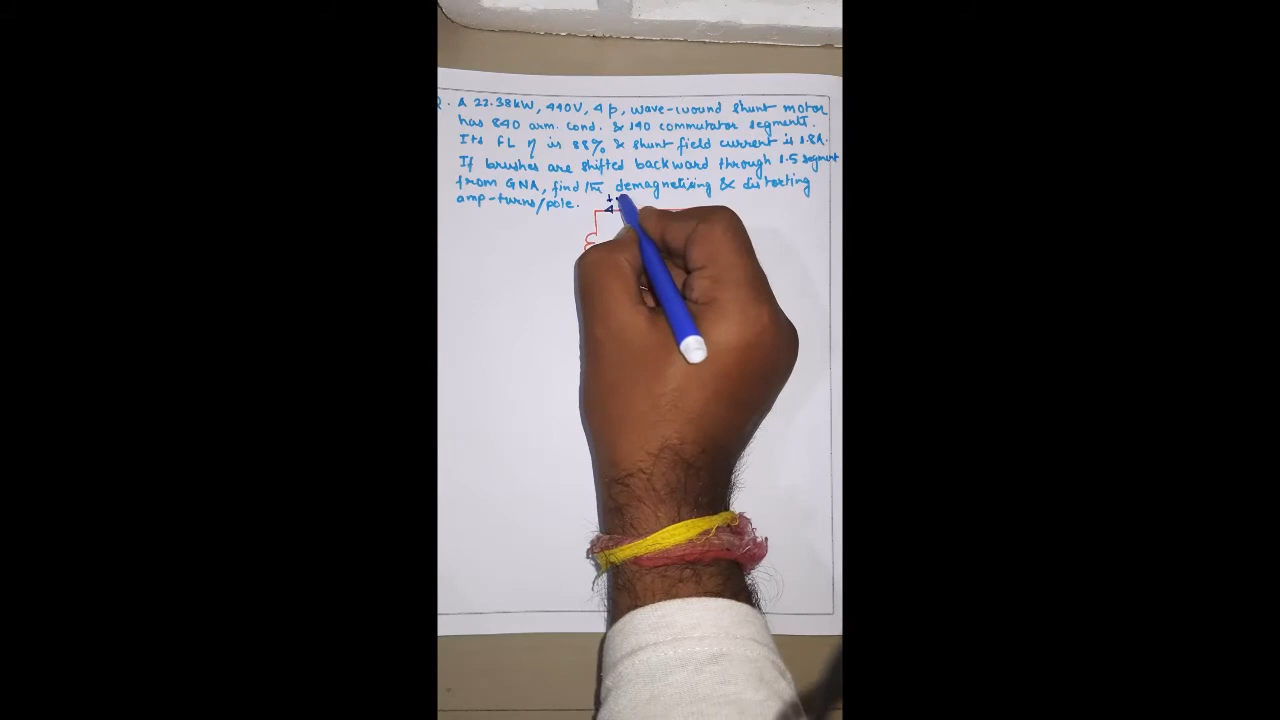 Q. A 22.38kW, 440V, 4p, wave-wound shunt motor
has 840 arm. cond. & 140 commutator segments.
Its FL η is 88% & shunt field current is 1.8A.
If brushes are shifted backward through 1.5 segment
from GNA, find the demagnetising & distorting
amp-turns/pole.